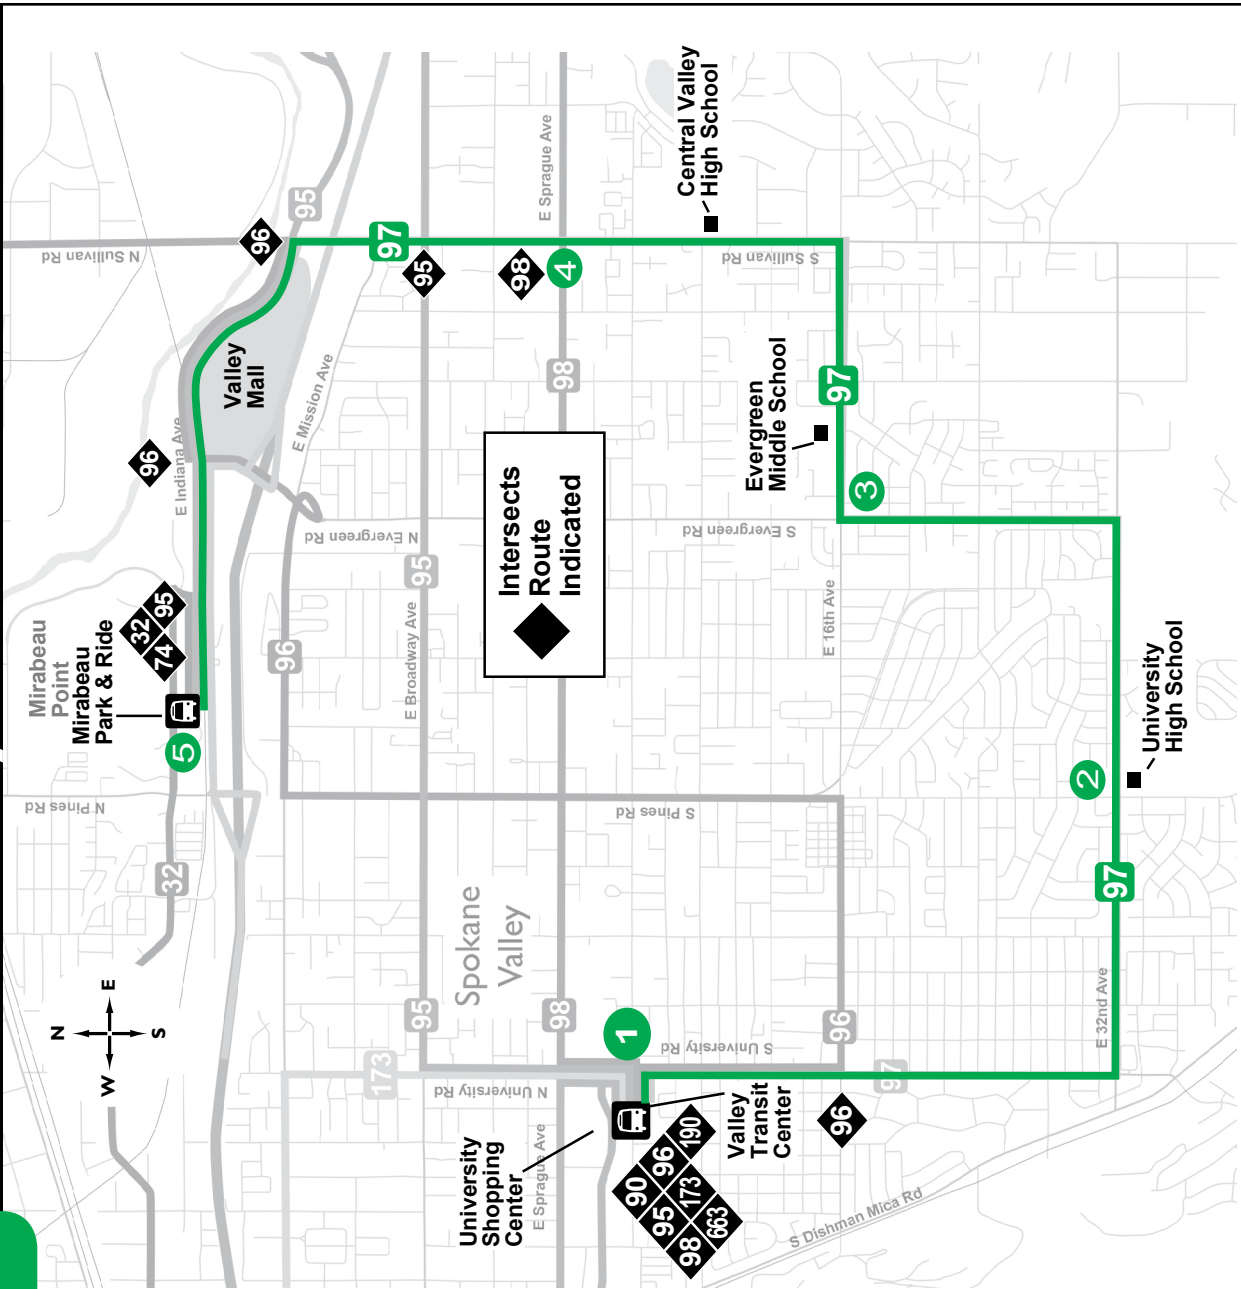 N
W
E
S
Mirabeau
Point
Mirabeau
Park & Ride
32
74
95
5
N Pines Rd
32
96
E Indiana Ave
Valley
Mall
96
N Sullivan Rd
95
97
95
98
4
E Sprague Ave
Central Valley
High School
S Sullivan Rd
E Mission Ave
N Evergreen Rd
95
E Broadway Ave
96
98
Intersects
Route
Indicated
S Evergreen Rd
Evergreen
Middle School
97
3
E 16th Ave
S Pines Rd
University
High School
2
97
E 32nd Ave
Spokane
Valley
95
98
1
S University Rd
96
97
173
N University Rd
University
Shopping
Center
E Sprague Ave
Valley
Transit
Center
90
96
190
95
173
98
663
96
S Dishman Mica Rd